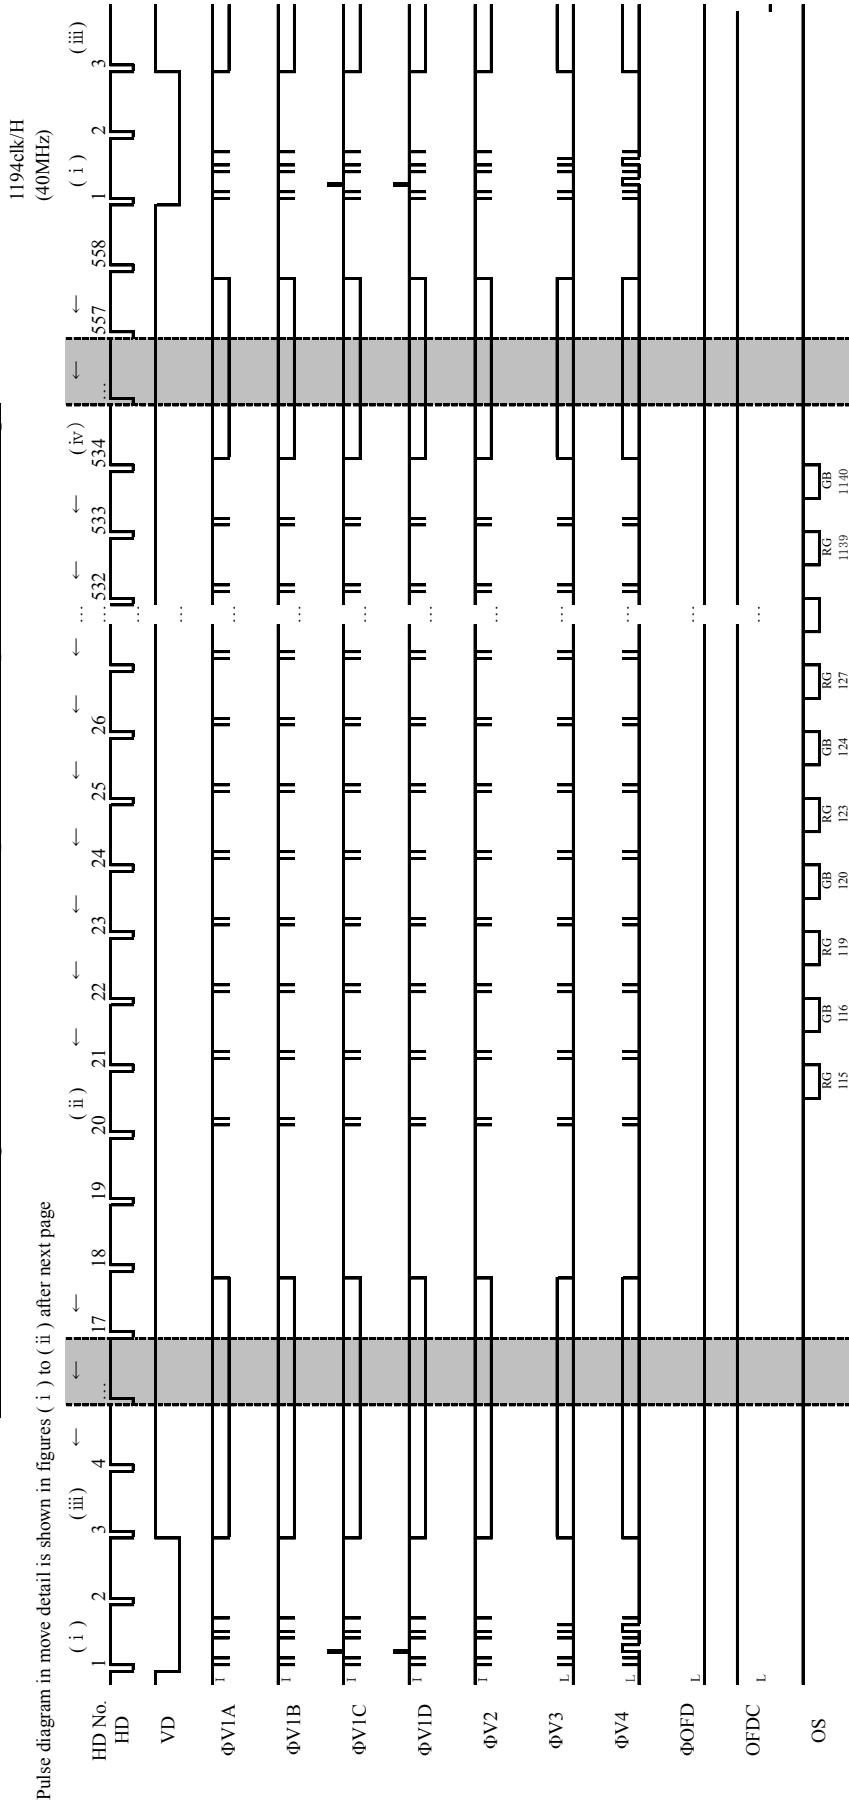 1194clk/H
(40MHz)
Pulse diagram in move detail is shown in figures ( i ) to ( ii ) after next page
( i ) (iii) ← ← ← ( ii ) ← ← ← ← ← ← ← … ← ← (iv) ← ← ( i ) (iii)
HD No. 1 2 3 4 … 17 18 19 20 21 22 23 24 25 26 … 532 533 534 … 557 558 1 2 3
HD …
VD …
ΦV1A I …
ΦV1B I …
ΦV1C I …
ΦV1D I …
ΦV2 I …
ΦV3 L …
ΦV4 L …
ΦOFD L …
OFDC L …
OS
RG GB RG GB RG GB RG RG GB
115 116 119 120 123 124 127 1139 1140